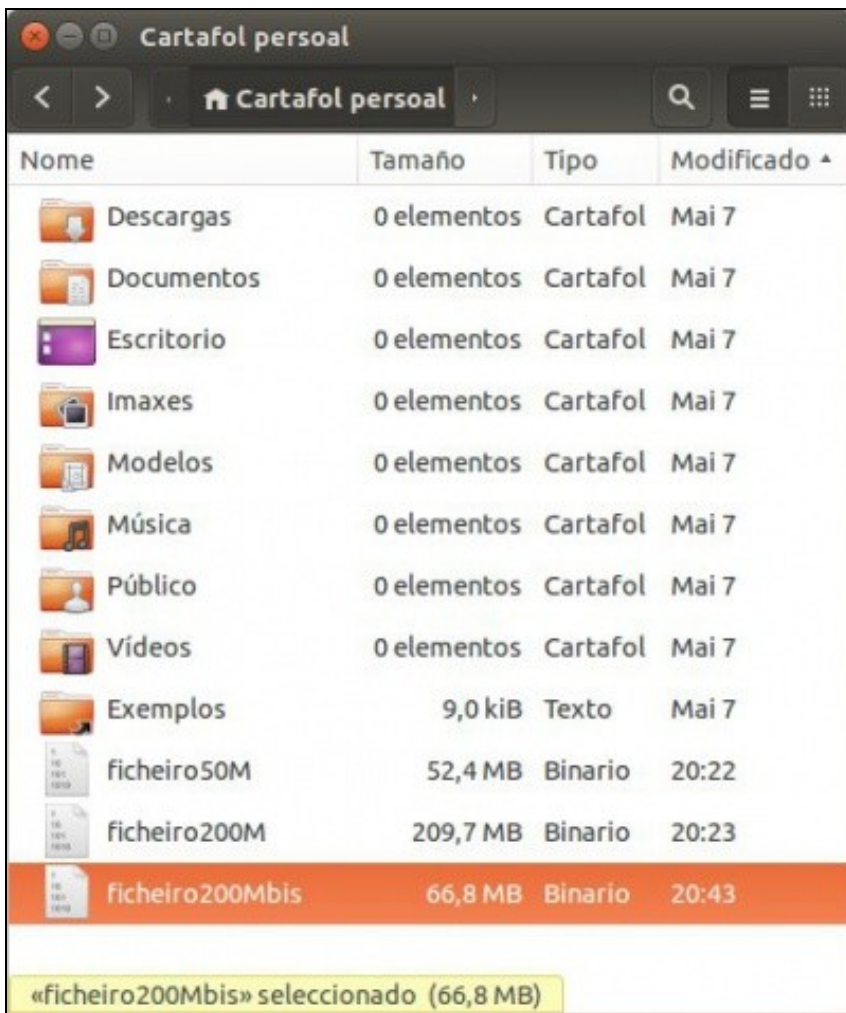 Cartafol persoal
Cartafol persoal
Nome Tamaño Tipo Modificado
Descargas 0 elementos Cartafol Mai 7
Documentos 0 elementos Cartafol Mai 7
Escritorio 0 elementos Cartafol Mai 7
Imaxes 0 elementos Cartafol Mai 7
Modelos 0 elementos Cartafol Mai 7
Música 0 elementos Cartafol Mai 7
Público 0 elementos Cartafol Mai 7
Vídeos 0 elementos Cartafol Mai 7
Exemplos 9,0 kiB Texto Mai 7
ficheiro50M 52,4 MB Binario 20:22
ficheiro200M 209,7 MB Binario 20:23
ficheiro200Mbis 66,8 MB Binario 20:43
«ficheiro200Mbis» seleccionado (66,8 MB)